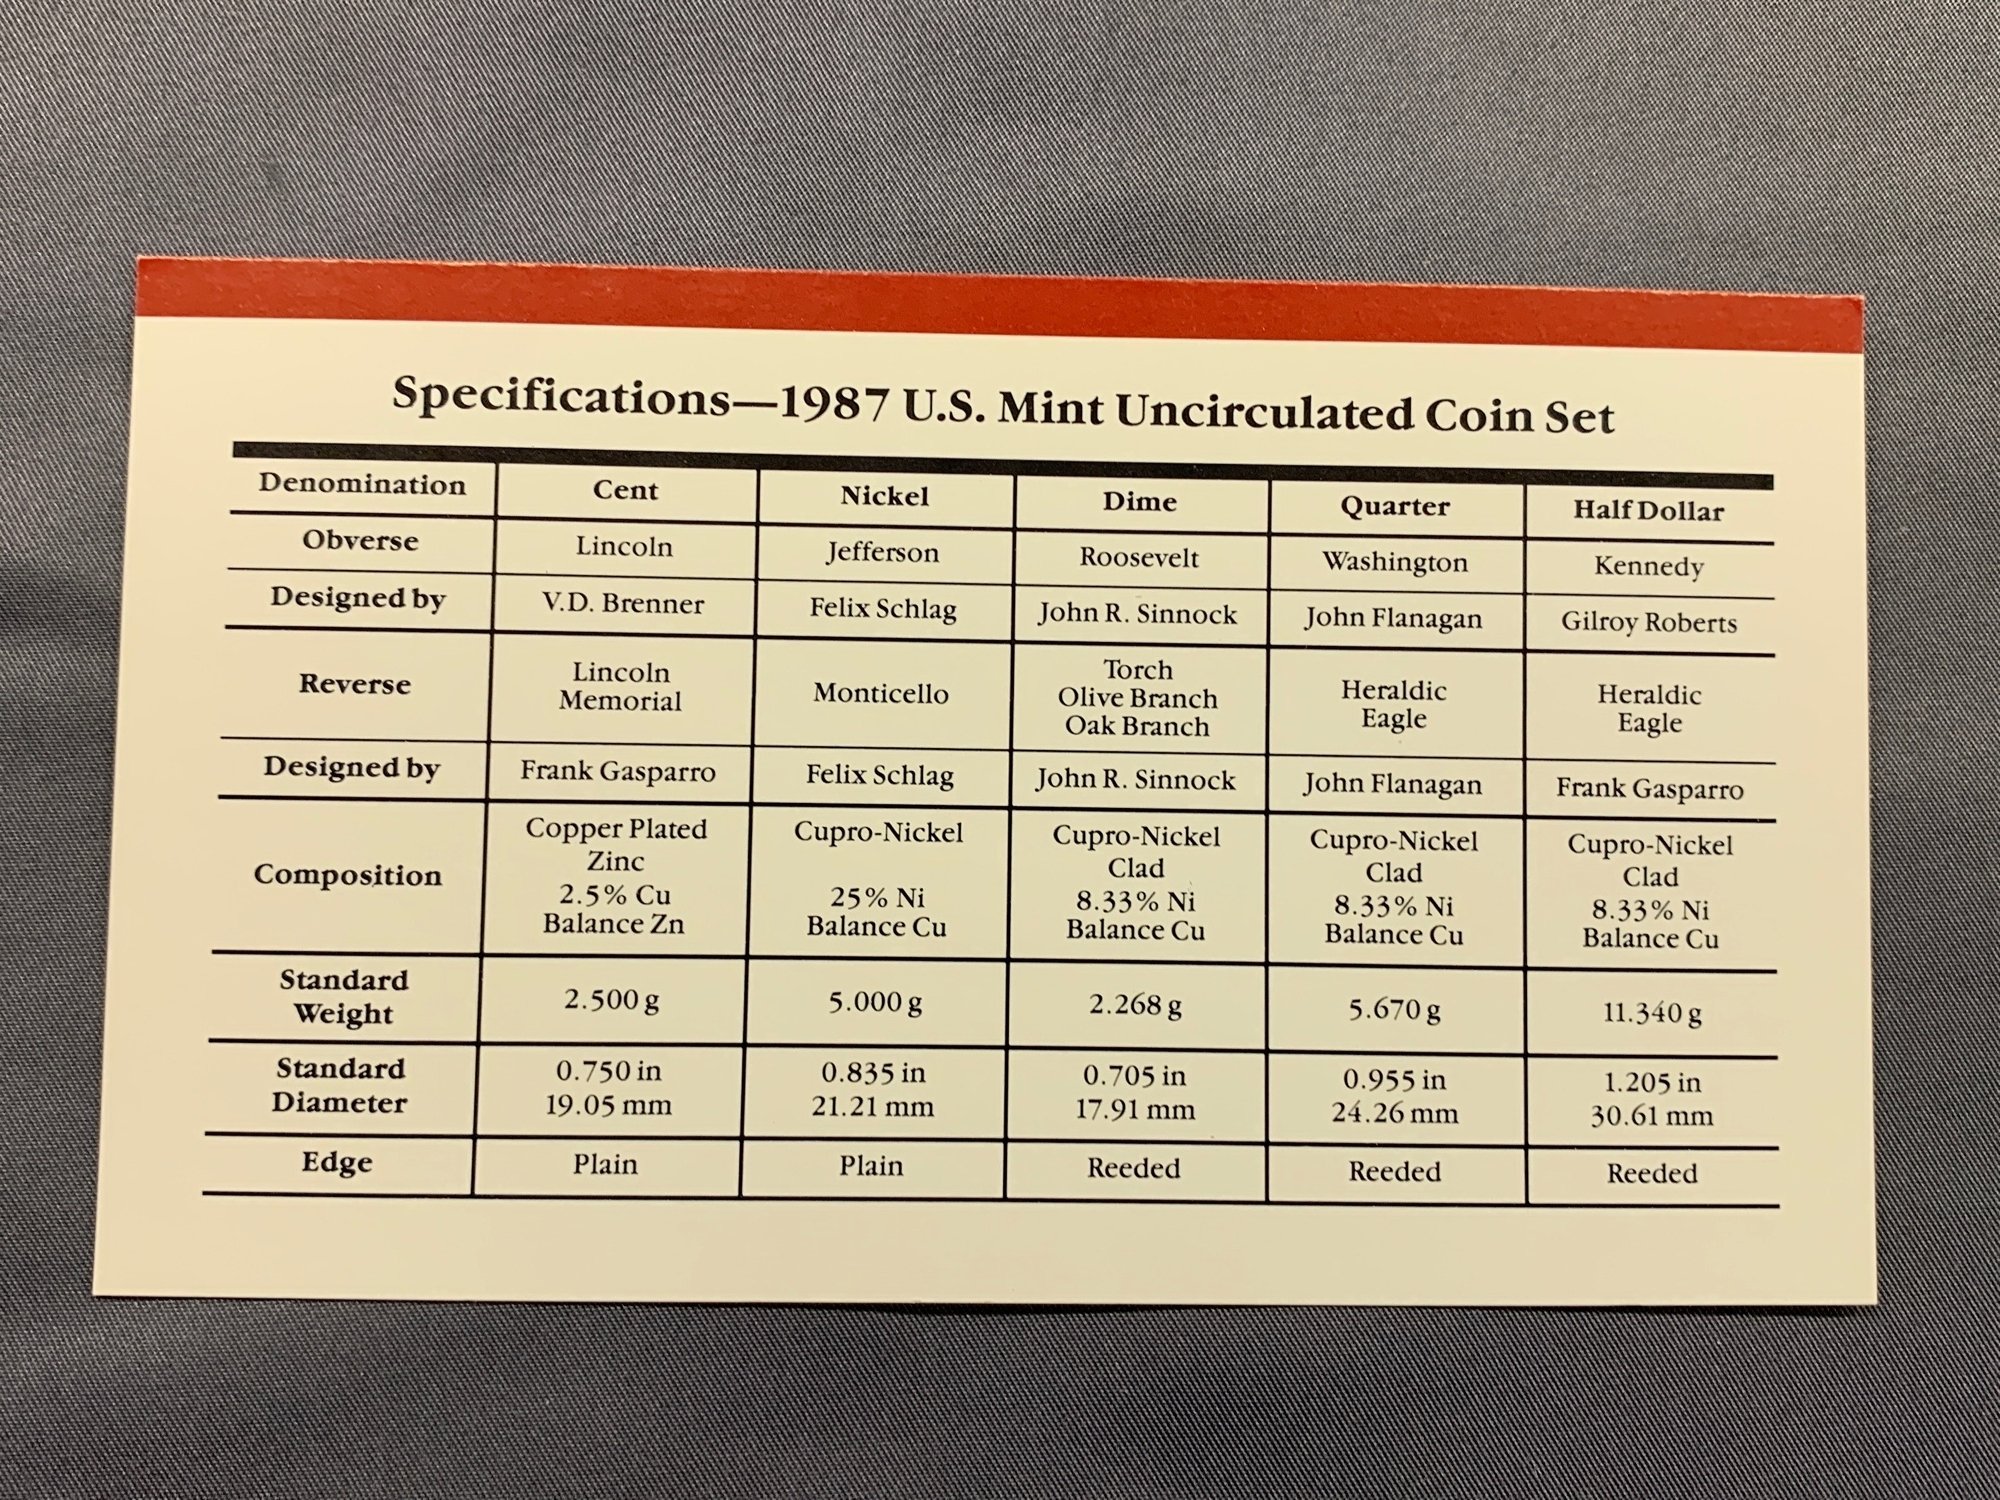 Specifications—1987 U.S. Mint Uncirculated Coin Set
Denomination Cent Nickel Dime Quarter Half Dollar
Obverse Lincoln Jefferson Roosevelt Washington Kennedy
Designed by V.D. Brenner Felix Schlag John R. Sinnock John Flanagan Gilroy Roberts
Reverse
Lincoln
Memorial
Monticello
Torch
Olive Branch
Oak Branch
Heraldic
Eagle
Heraldic
Eagle
Designed by Frank Gasparro Felix Schlag John R. Sinnock John Flanagan Frank Gasparro
Composition
Copper Plated
Zinc
2.5% Cu
Balance Zn
Cupro-Nickel
25% Ni
Balance Cu
Cupro-Nickel
Clad
8.33% Ni
Balance Cu
Cupro-Nickel
Clad
8.33% Ni
Balance Cu
Cupro-Nickel
Clad
8.33% Ni
Balance Cu
Standard
Weight
2.500 g 5.000 g 2.268 g 5.670 g 11.340 g
Standard
Diameter
0.750 in
19.05 mm
0.835 in
21.21 mm
0.705 in
17.91 mm
0.955 in
24.26 mm
1.205 in
30.61 mm
Edge Plain Plain Reeded Reeded Reeded